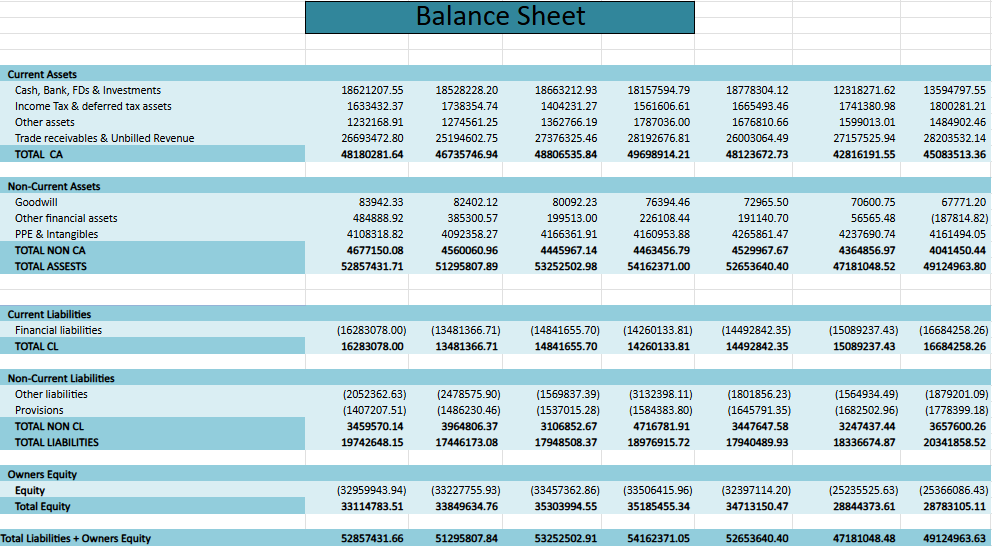 Balance Sheet
Current Assets
Cash, Bank, FDs & Investments 18621207.55 18528228.20 18663212.93 18157594.79 18778304.12 12318271.62 13594797.55
Income Tax & deferred tax assets 1633432.37 1738354.74 1404231.27 1561606.61 1665493.46 1741380.98 1800281.21
Other assets 1232168.91 1274561.25 1362766.19 1787036.00 1676810.66 1599013.01 1484902.46
Trade receivables & Unbilled Revenue 26693472.80 25194602.75 27376325.46 28192676.81 26003064.49 27157525.94 28203532.14
TOTAL CA 48180281.64 46735746.94 48806535.84 49698914.21 48123672.73 42816191.55 45083513.36
Non-Current Assets
Goodwill 83942.33 82402.12 80092.23 76394.46 72965.50 70600.75 67771.20
Other financial assets 484888.92 385300.57 199513.00 226108.44 191140.70 56565.48 (187814.82)
PPE & Intangibles 4108318.82 4092358.27 4166361.91 4160953.88 4265861.47 4237690.74 4161494.05
TOTAL NON CA 4677150.08 4560060.96 4445967.14 4463456.79 4529967.67 4364856.97 4041450.44
TOTAL ASSESTS 52857431.71 51295807.89 53252502.98 54162371.00 52653640.40 47181048.52 49124963.80
Current Liabilities
Financial liabilities (16283078.00) (13481366.71) (14841655.70) (14260133.81) (14492842.35) (15089237.43) (16684258.26)
TOTAL CL 16283078.00 13481366.71 14841655.70 14260133.81 14492842.35 15089237.43 16684258.26
Non-Current Liabilities
Other liabilities (2052362.63) (2478575.90) (1569837.39) (3132398.11) (1801856.23) (1564934.49) (1879201.09)
Provisions (1407207.51) (1486230.46) (1537015.28) (1584383.80) (1645791.35) (1682502.96) (1778399.18)
TOTAL NON CL 3459570.14 3964806.37 3106852.67 4716781.91 3447647.58 3247437.44 3657600.26
TOTAL LIABILITIES 19742648.15 17446173.08 17948508.37 18976915.72 17940489.93 18336674.87 20341858.52
Owners Equity
Equity (32959943.94) (33227755.93) (33457362.86) (33506415.96) (32397114.20) (25235525.63) (25366086.43)
Total Equity 33114783.51 33849634.76 35303994.55 35185455.34 34713150.47 28844373.61 28783105.11
Total Liabilities + Owners Equity 52857431.66 51295807.84 53252502.91 54162371.05 52653640.40 47181048.48 49124963.63